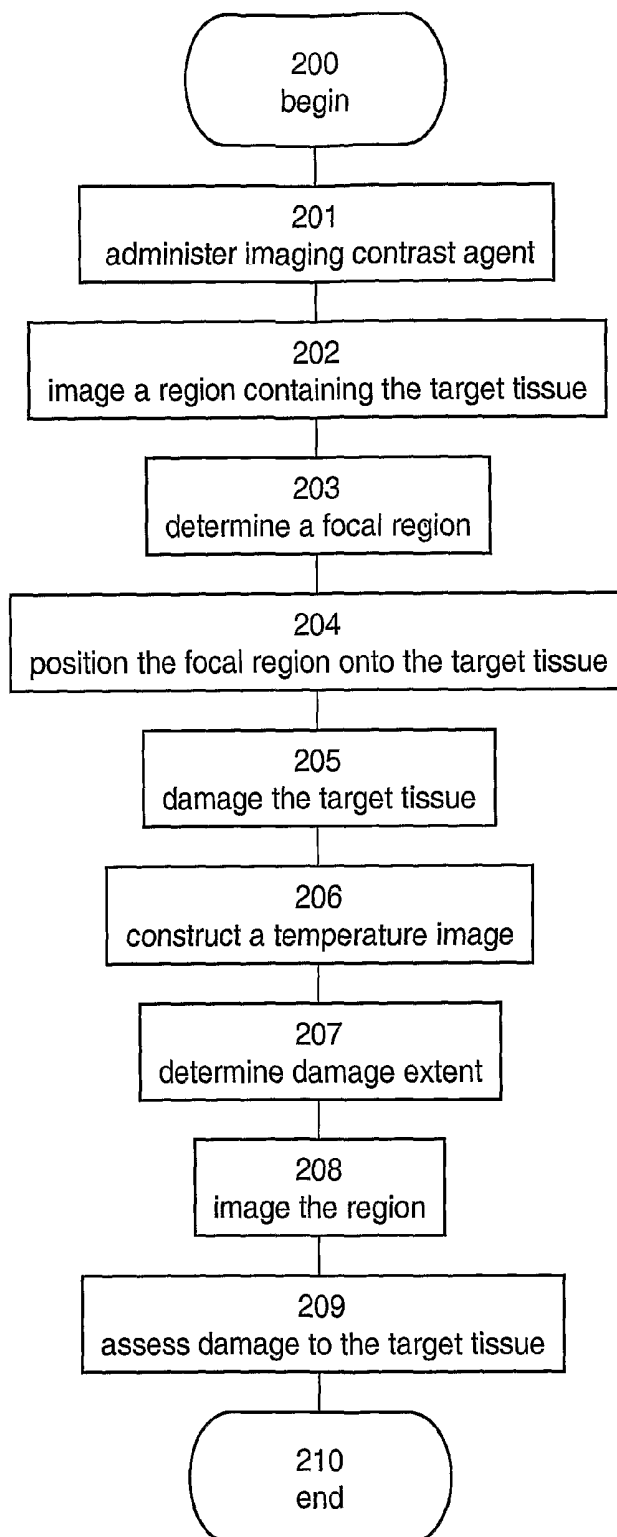 200
begin
201
administer imaging contrast agent
202
image a region containing the target tissue
203
determine a focal region
204
position the focal region onto the target tissue
205
damage the target tissue
206
construct a temperature image
207
determine damage extent
208
image the region
209
assess damage to the target tissue
210
end